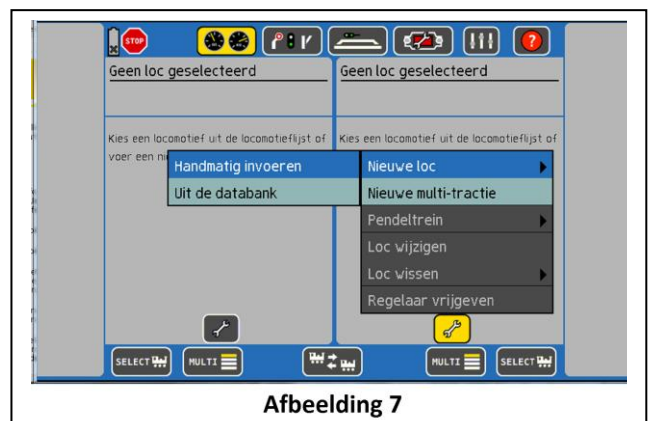 STOP
Geen loc geselecteerd
Geen loc geselecteerd
Kies een locomotief uit de locomotieflijst of
voer een ni
Kies een locomotief uit de locomotieflijst of
Handmatig invoeren
Uit de databank
Nieuwe loc
Nieuwe multi-tractie
Pendeltrein
Loc wijzigen
Loc wissen
Regelaar vrijgeven
SELECT
MULTI
MULTI
SELECT
Afbeelding 7